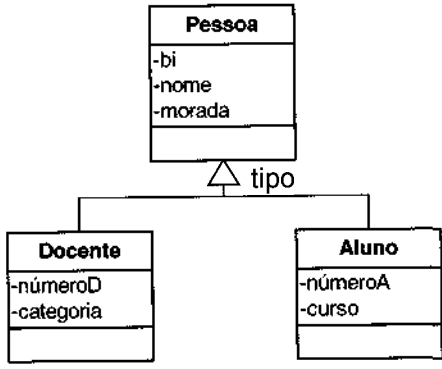 Pessoa
-bi
-nome
-morada
tipo
Docente
-númeroD
-categoria
Aluno
-númeroA
-curso